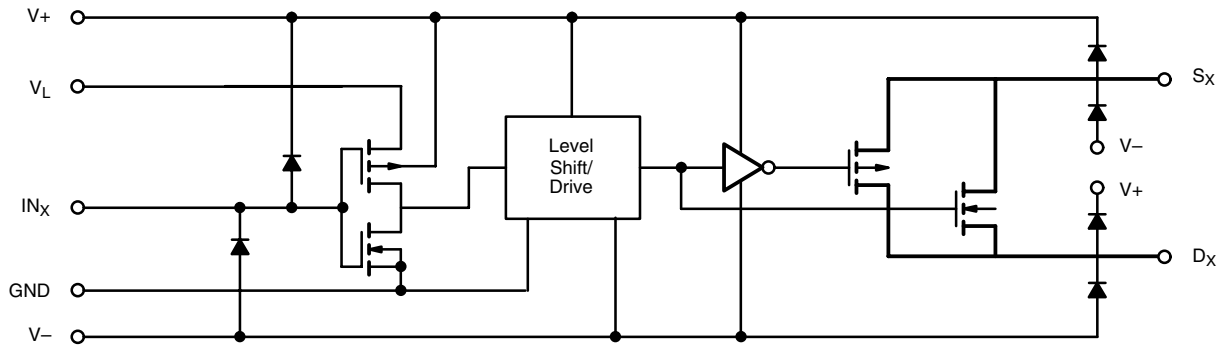 V+
VL
INX
GND
V–
Level
Shift/
Drive
SX
V–
V+
DX